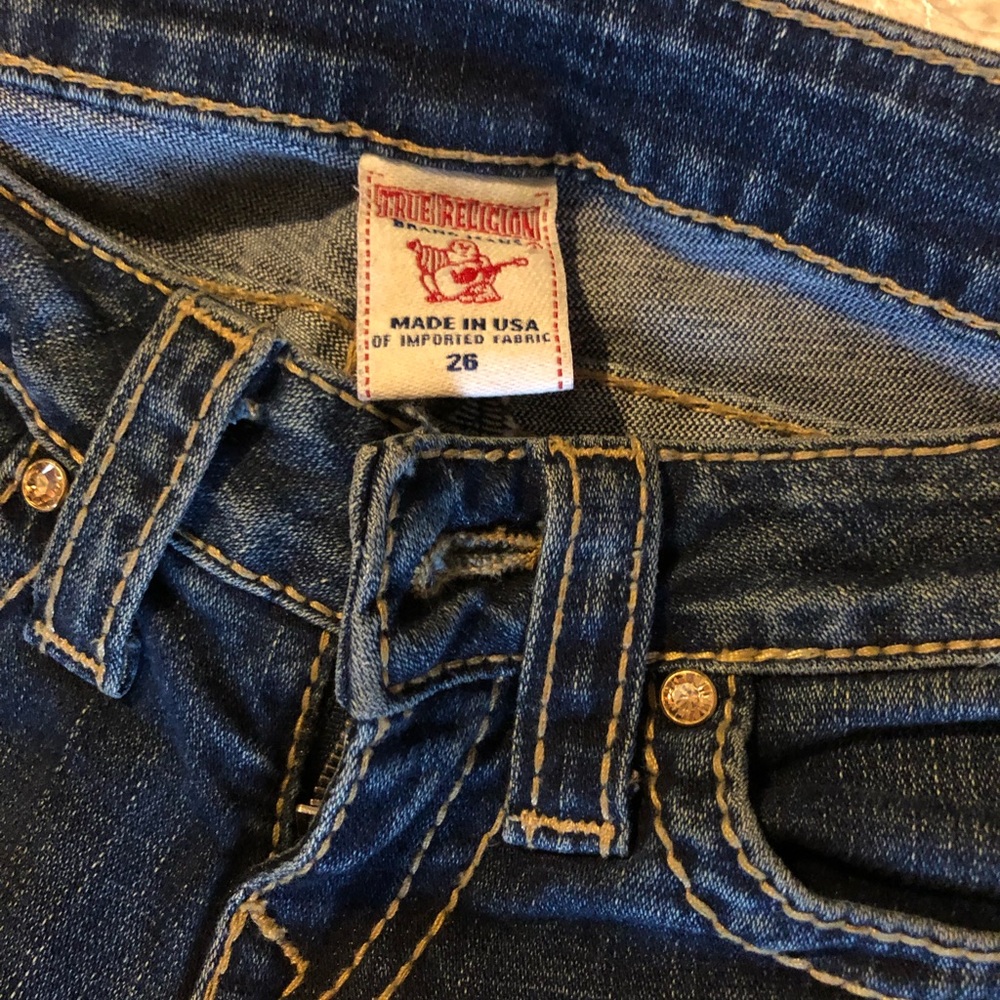 TRUE RELIGION
BRAND JEANS
MADE IN USA
OF IMPORTED FABRIC
26